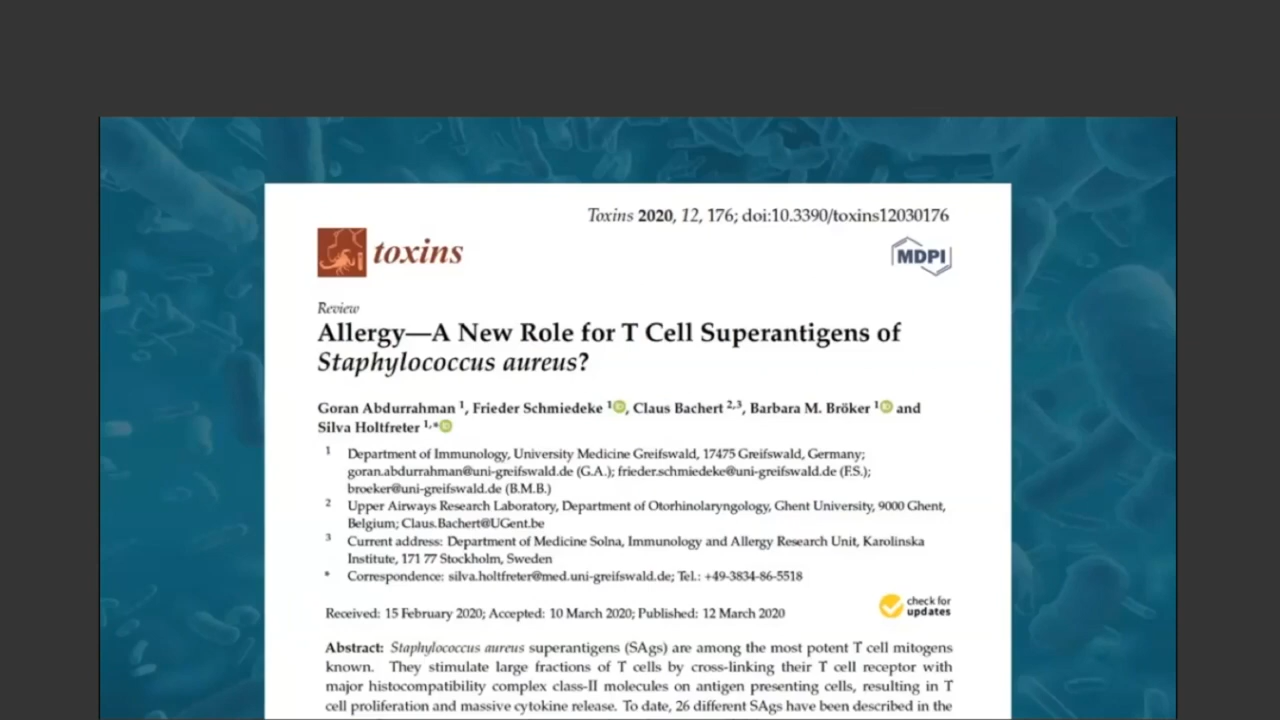 Toxins 2020, 12, 176; doi:10.3390/toxins12030176
toxins
MDPI
Review
Allergy—A New Role for T Cell Superantigens of
Staphylococcus aureus?
Goran Abdurrahman 1, Frieder Schmiedeke 1, Claus Bachert 2,3, Barbara M. Bröker 1 and
Silva Holtfreter 1,*
1 Department of Immunology, University Medicine Greifswald, 17475 Greifswald, Germany;
goran.abdurrahman@uni-greifswald.de (G.A.); frieder.schmiedeke@uni-greifswald.de (F.S.);
broeker@uni-greifswald.de (B.M.B.)
2 Upper Airways Research Laboratory, Department of Otorhinolaryngology, Ghent University, 9000 Ghent,
Belgium; Claus.Bachert@UGent.be
3 Current address: Department of Medicine Solna, Immunology and Allergy Research Unit, Karolinska
Institute, 171 77 Stockholm, Sweden
* Correspondence: silva.holtfreter@med.uni-greifswald.de; Tel.: +49-3834-86-5518
check for
updates
Received: 15 February 2020; Accepted: 10 March 2020; Published: 12 March 2020
Abstract: Staphylococcus aureus superantigens (SAgs) are among the most potent T cell mitogens
known. They stimulate large fractions of T cells by cross-linking their T cell receptor with
major histocompatibility complex class-II molecules on antigen presenting cells, resulting in T
cell proliferation and massive cytokine release. To date, 26 different SAgs have been described in the